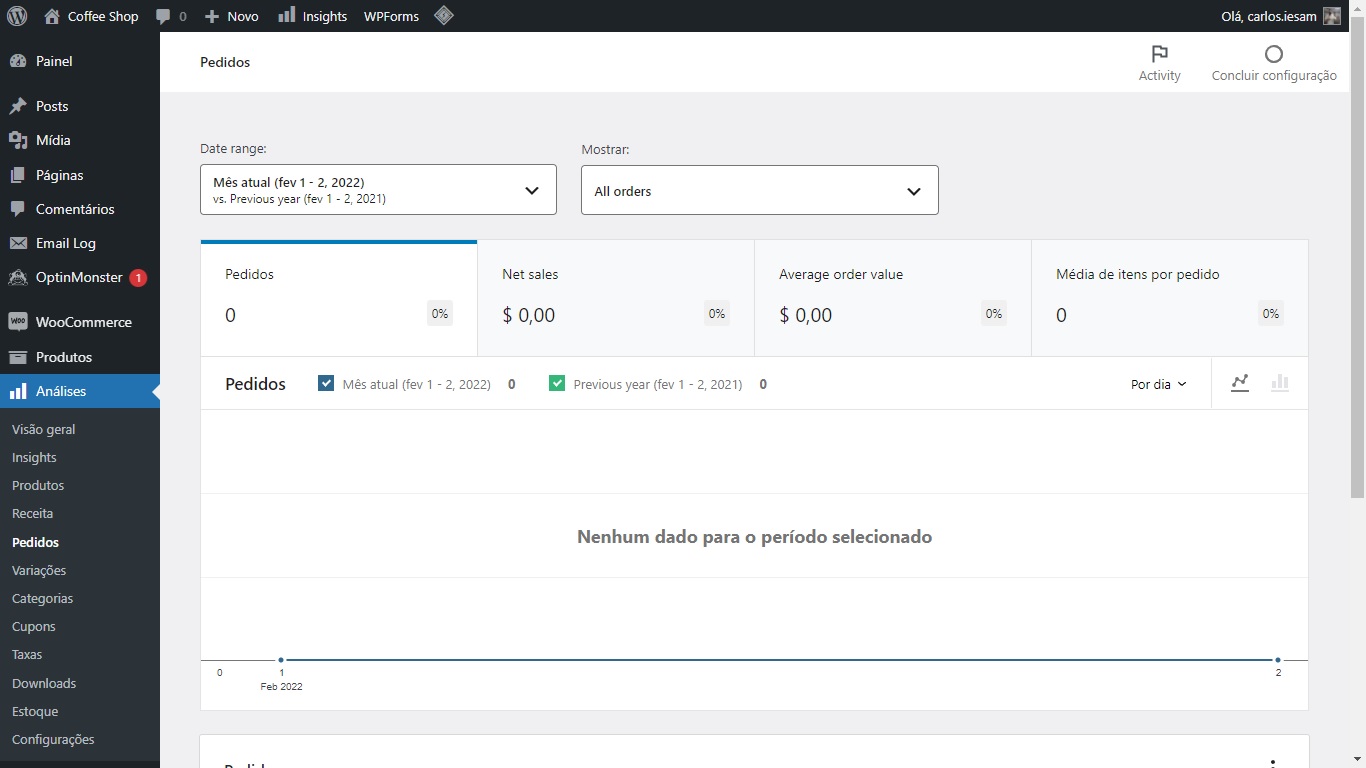 Coffee Shop
0
Novo
Insights
WPForms
Olá, carlos.iesam
Painel
Posts
Mídia
Páginas
Comentários
Email Log
OptinMonster 1
WooCommerce
Produtos
Análises
Visão geral
Insights
Produtos
Receita
Pedidos
Variações
Categorias
Cupons
Taxas
Downloads
Estoque
Configurações
Pedidos
Activity
Concluir configuração
Date range:
Mês atual (fev 1 - 2, 2022)
vs. Previous year (fev 1 - 2, 2021)
Mostrar:
All orders
Pedidos
0 0%
Net sales
$ 0,00 0%
Average order value
$ 0,00 0%
Média de itens por pedido
0 0%
Pedidos
Mês atual (fev 1 - 2, 2022) 0
Previous year (fev 1 - 2, 2021) 0
Por dia
Nenhum dado para o período selecionado
0 1 2
Feb 2022